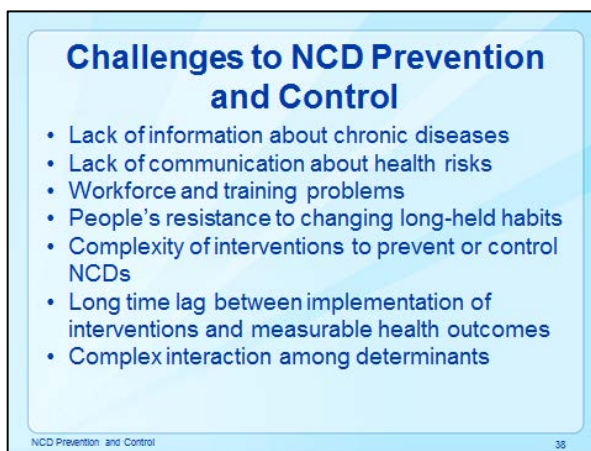 Challenges to NCD Prevention
and Control
• Lack of information about chronic diseases
• Lack of communication about health risks
• Workforce and training problems
• People's resistance to changing long-held habits
• Complexity of interventions to prevent or control
NCDs
• Long time lag between implementation of
interventions and measurable health outcomes
• Complex interaction among determinants
NCD Prevention and Control
38